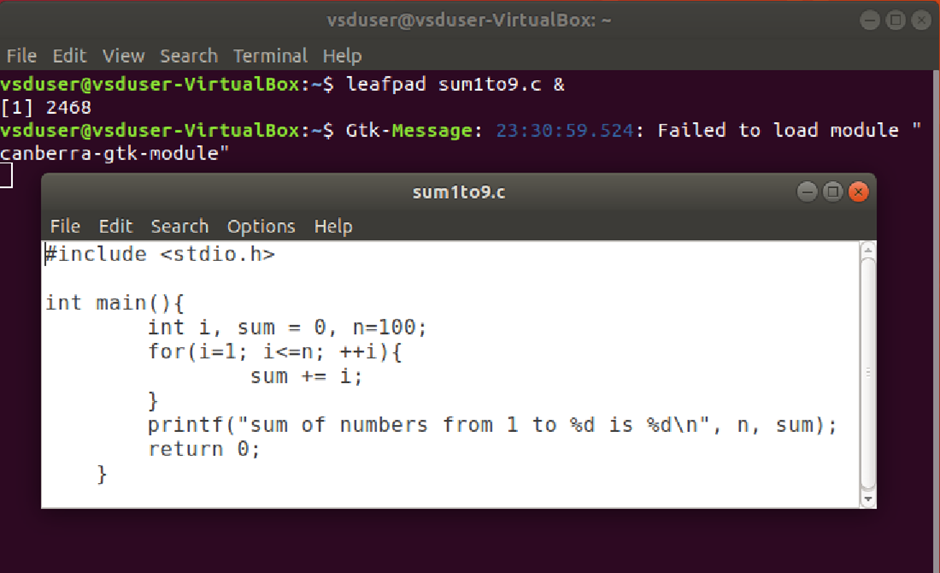 vsduser@vsduser-VirtualBox: ~
File Edit View Search Terminal Help
vsduser@vsduser-VirtualBox:~$ leafpad sum1to9.c &
[1] 2468
vsduser@vsduser-VirtualBox:~$ Gtk-Message: 23:30:59.524: Failed to load module "
canberra-gtk-module"
sum1to9.c
File Edit Search Options Help
#include <stdio.h>
int main(){
int i, sum = 0, n=100;
for(i=1; i<=n; ++i){
sum += i;
}
printf("sum of numbers from 1 to %d is %d\n", n, sum);
return 0;
}